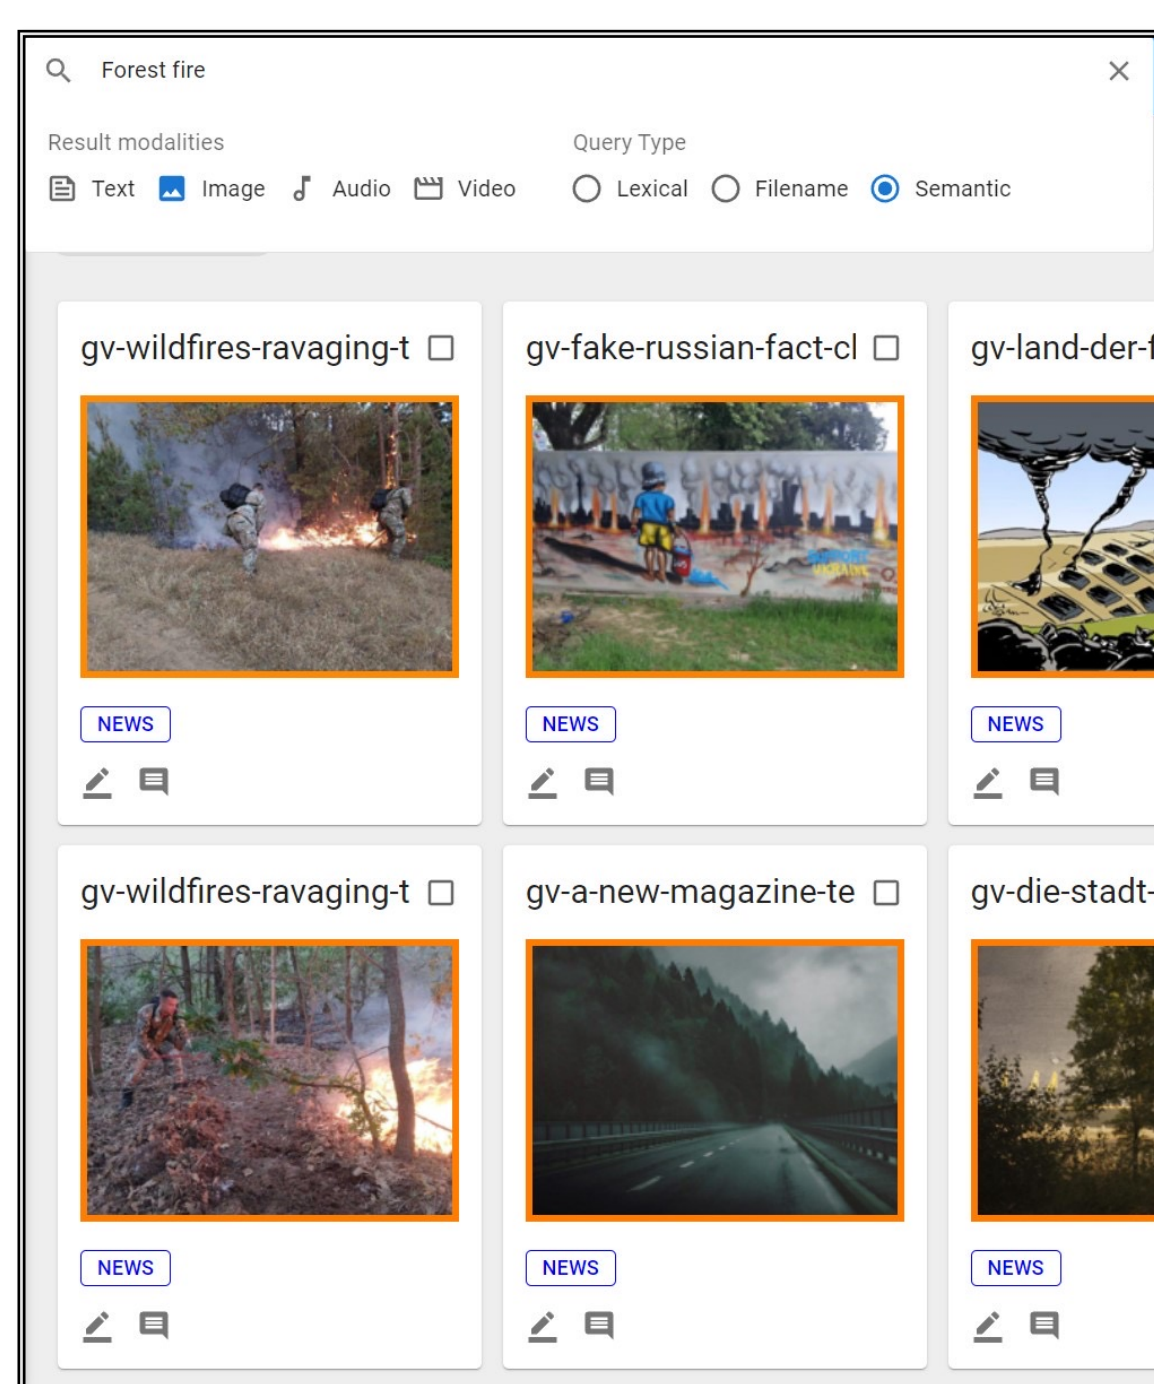 Forest fire
Result modalities
Query Type
Text Image Audio Video
Lexical Filename Semantic
gv-wildfires-ravaging-t
gv-fake-russian-fact-cl
gv-land-der-f
SUPPORT
UKRAINE
NEWS
NEWS
NEWS
gv-wildfires-ravaging-t
gv-a-new-magazine-te
gv-die-stadt-
NEWS
NEWS
NEWS